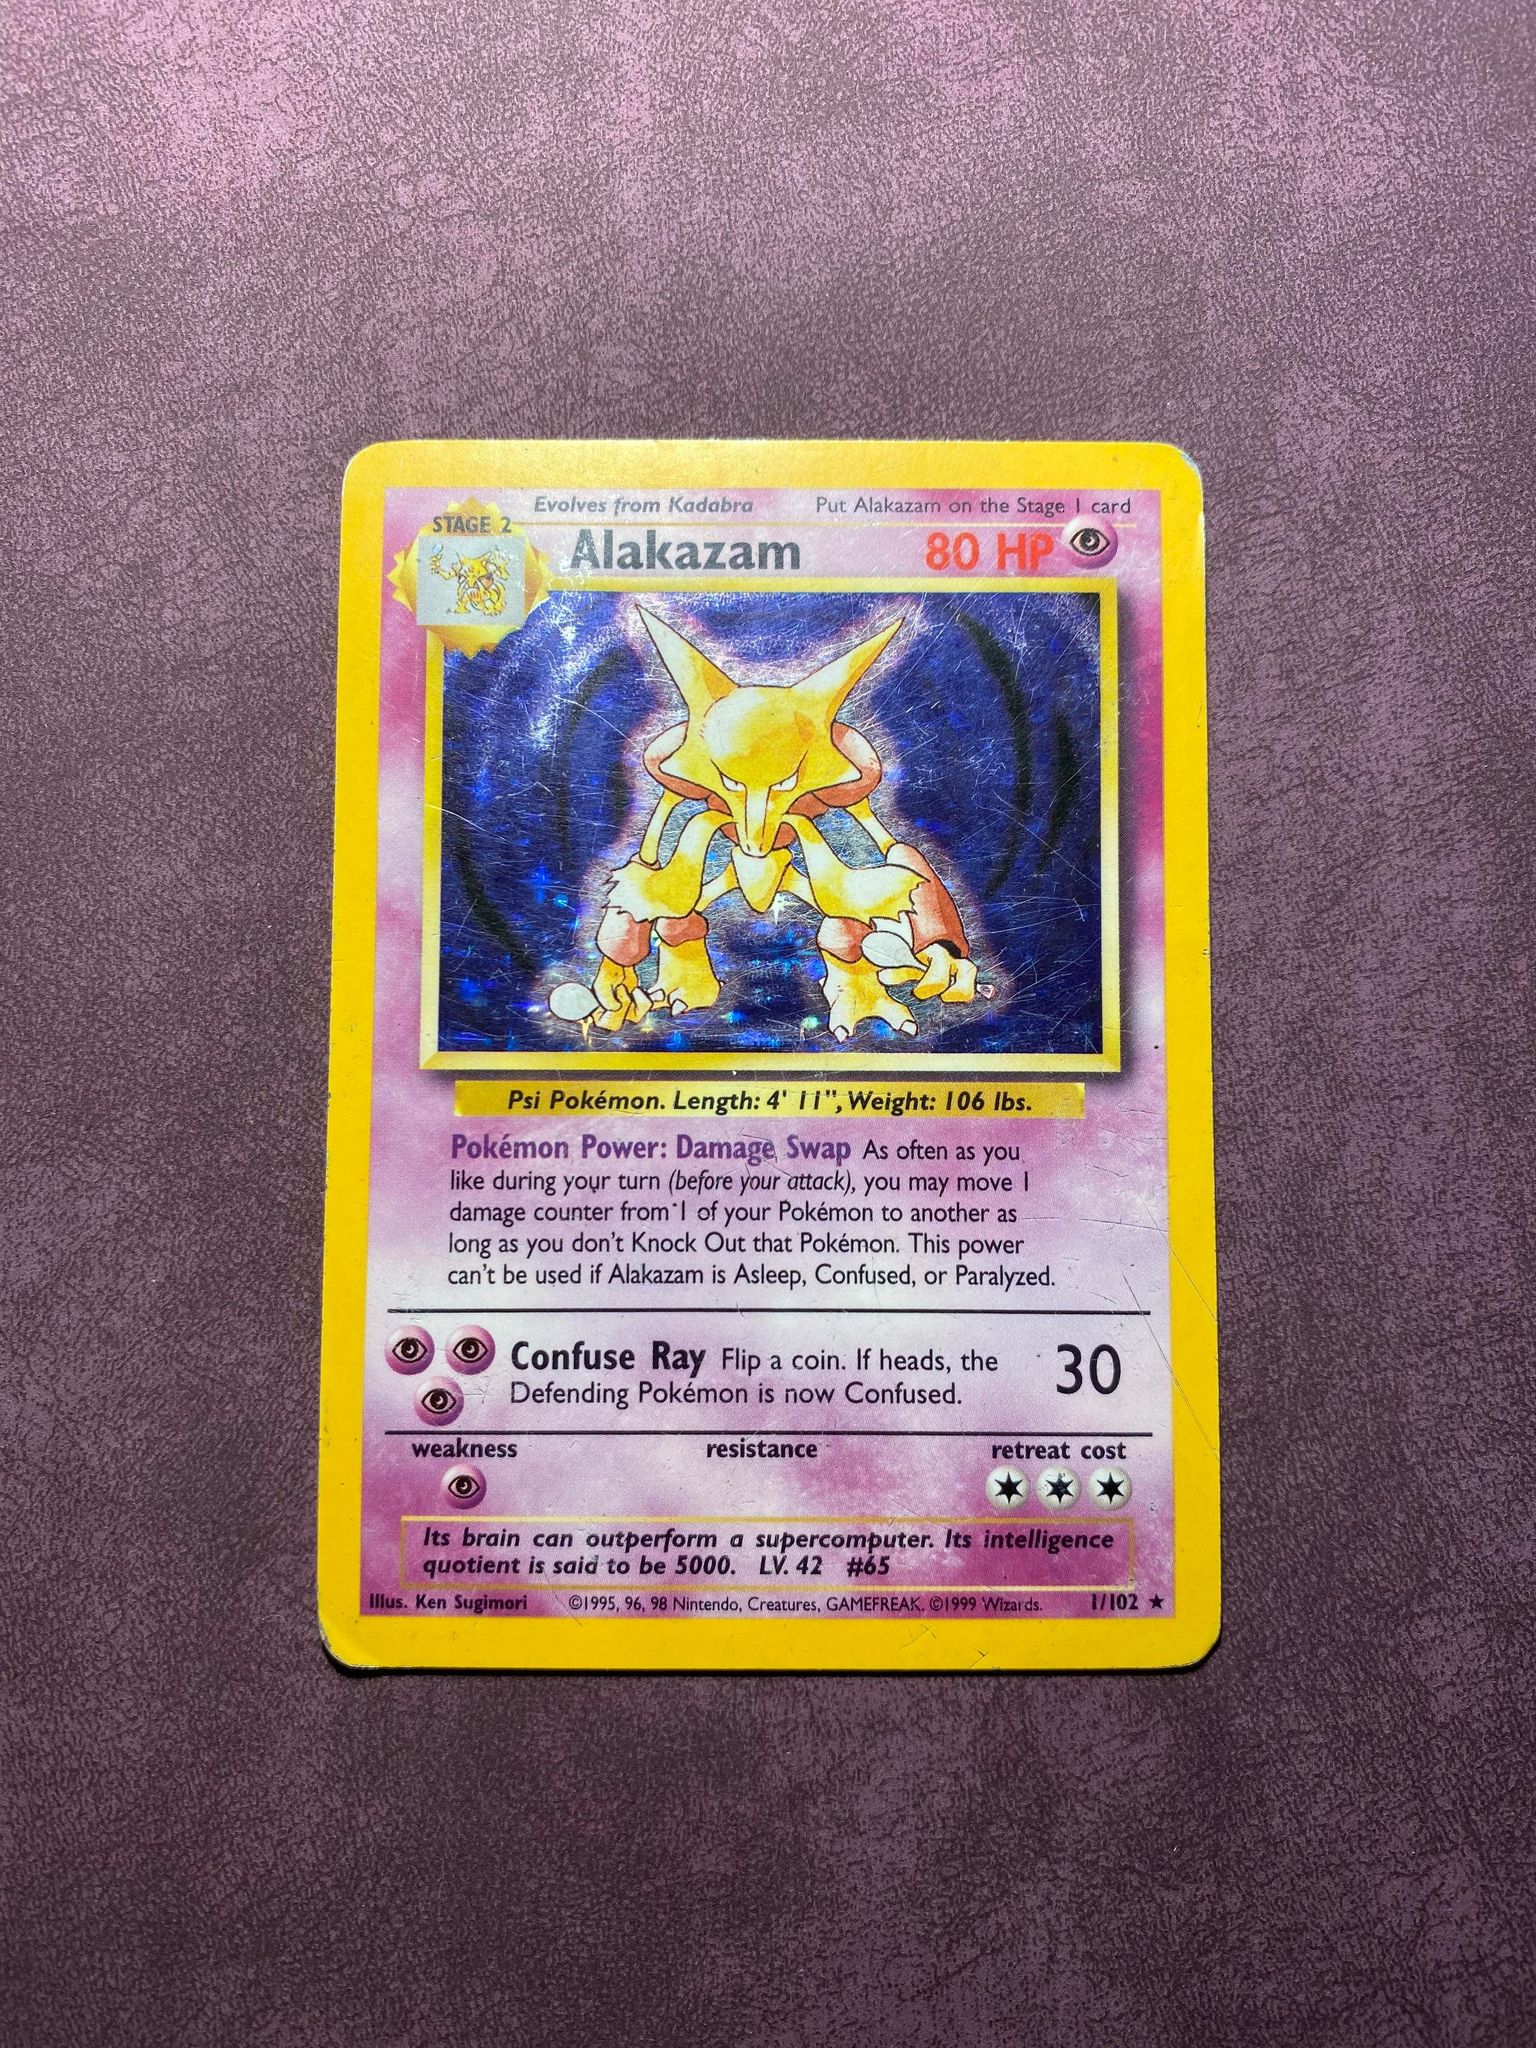 Evolves from Kadabra Put Alakazam on the Stage 1 card
STAGE 2
Alakazam 80 HP
Psi Pokémon. Length: 4' 11", Weight: 106 lbs.
Pokémon Power: Damage Swap As often as you
like during your turn (before your attack), you may move 1
damage counter from 1 of your Pokémon to another as
long as you don't Knock Out that Pokémon. This power
can't be used if Alakazam is Asleep, Confused, or Paralyzed.
Confuse Ray Flip a coin. If heads, the
Defending Pokémon is now Confused.
30
weakness resistance retreat cost
Its brain can outperform a supercomputer. Its intelligence
quotient is said to be 5000. LV. 42 #65
Illus. Ken Sugimori ©1995, 96, 98 Nintendo, Creatures, GAMEFREAK. ©1999 Wizards. 1/102 ★